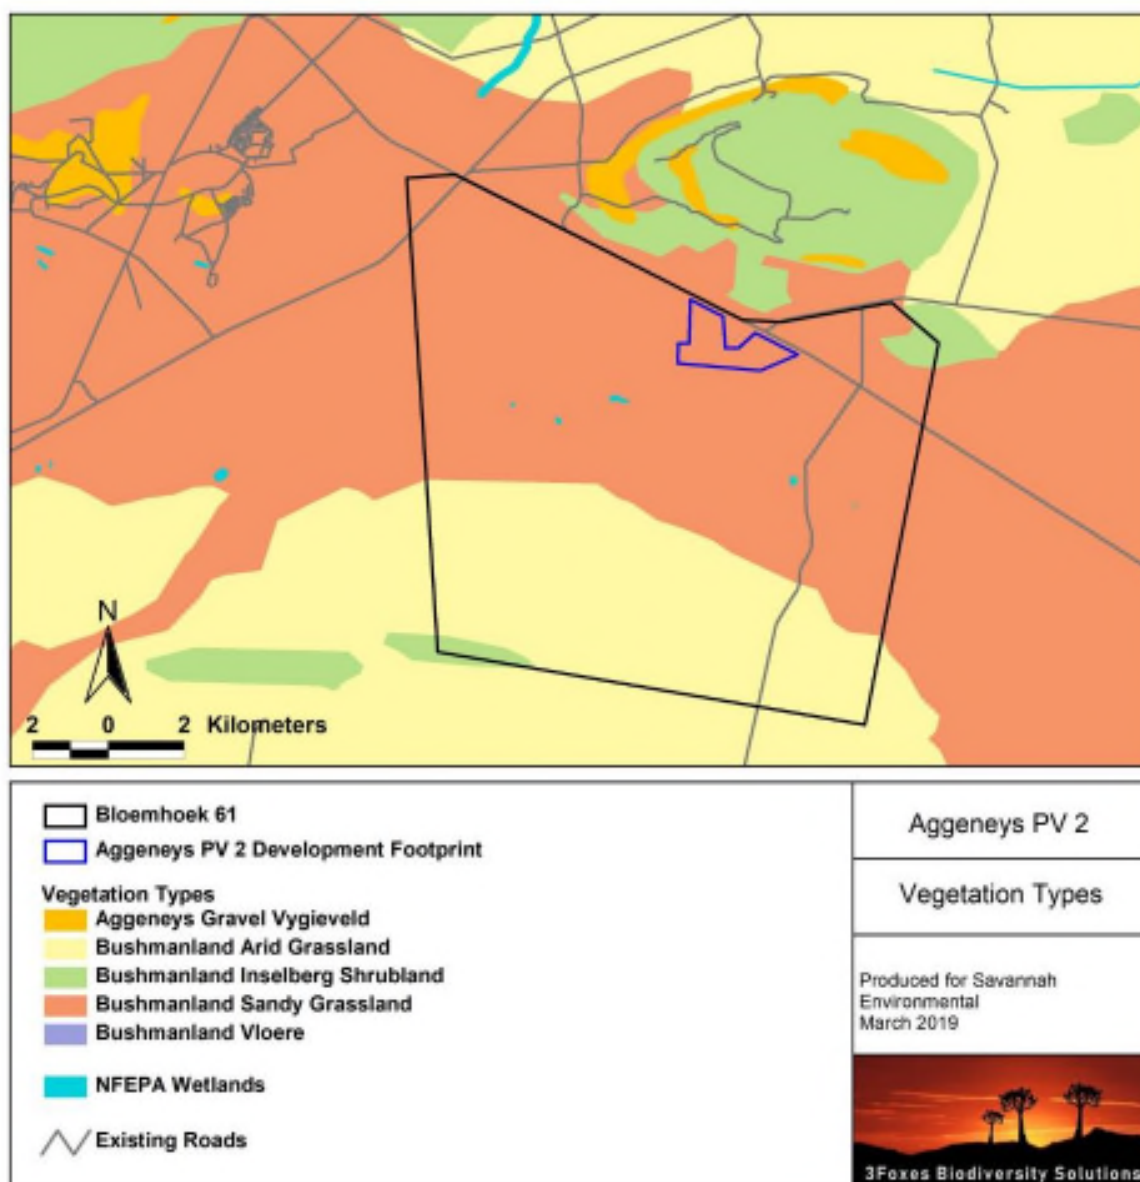 N
2 0 2 Kilometers
Bloemhoek 61
Aggeneys PV 2 Development Footprint
Vegetation Types
Aggeneys Gravel Vygieveld
Bushmanland Arid Grassland
Bushmanland Inselberg Shrubland
Bushmanland Sandy Grassland
Bushmanland Vloere
NFEPA Wetlands
Existing Roads
Aggeneys PV 2
Vegetation Types
Produced for Savannah
Environmental
March 2019
3Foxes Biodiversity Solutions